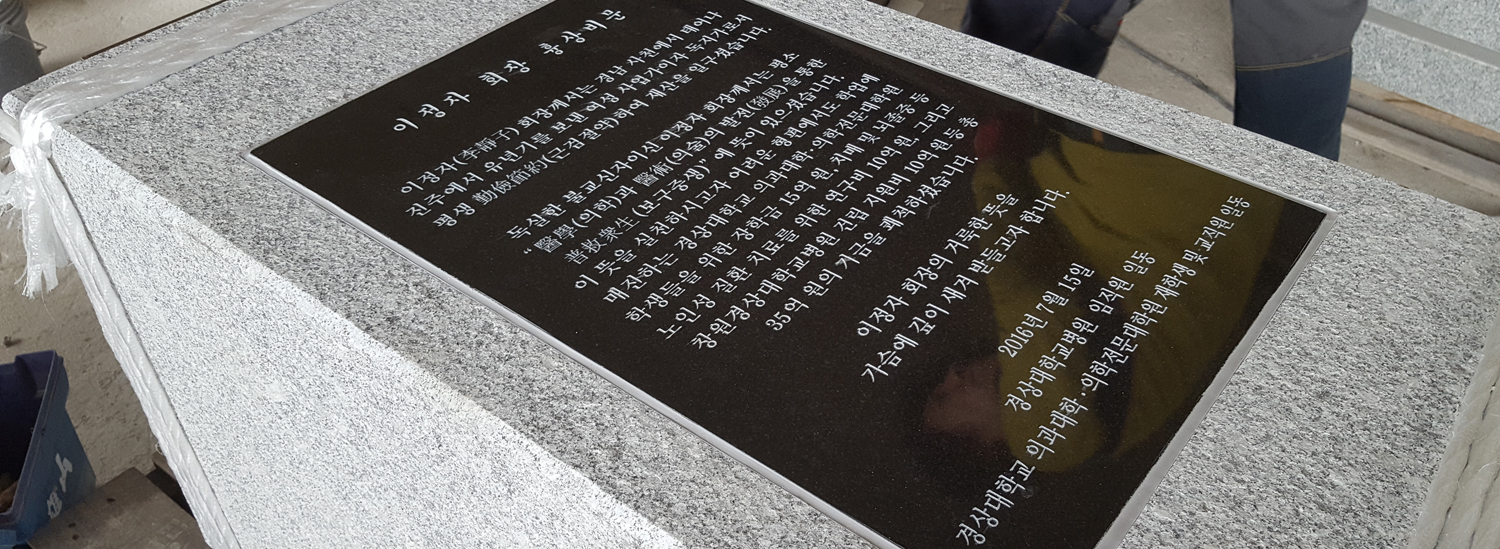 이정자 회장 흉상비문
이정자(李靜子) 회장께서는 경남 사천에서 태어나
진주에서 유년기를 보낸 여성 사업가이자 독지가로서
평생 勤儉節約(근검절약)하여 재산을 일구셨습니다.
독실한 불교신자이신 이정자 회장께서는 평소
“醫學(의학)과 醫術(의술)의 발전(發展)을 통한
普救衆生(보구중생)”에 뜻이 있으셨습니다.
이 뜻을 실천하시고자 어려운 형편에서도 학업에
매진하는 경상대학교 의과대학·의학전문대학원
학생들을 위한 장학금 15억 원, 치매 및 뇌졸중 등
노인성 질환 치료를 위한 연구비 10억 원, 그리고
창원경상대학교병원 건립 지원비 10억 원 등 총
35억 원의 거금을 쾌척하셨습니다.
이정자 회장의 거룩한 뜻을
가슴에 깊이 새겨 받들고자 합니다.
2016년 7월 15일
경상대학교병원 임직원 일동
경상대학교 의과대학·의학전문대학원 재학생 및 교직원 일동